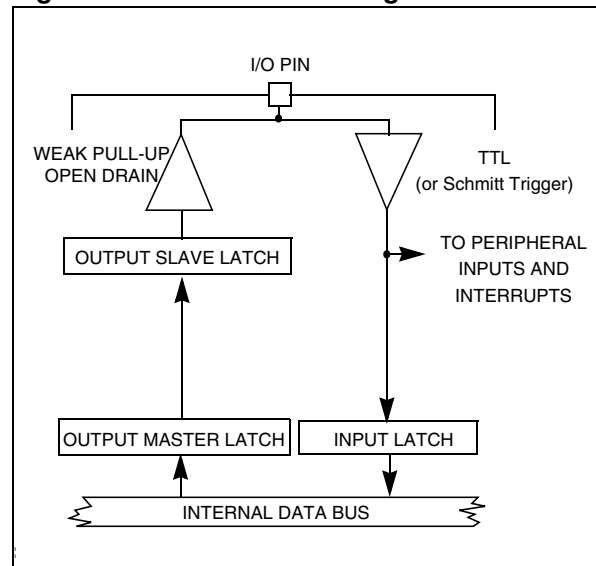 I/O PIN
WEAK PULL-UP
OPEN DRAIN
TTL
(or Schmitt Trigger)
TO PERIPHERAL
INPUTS AND
INTERRUPTS
OUTPUT SLAVE LATCH
OUTPUT MASTER LATCH
INPUT LATCH
INTERNAL DATA BUS